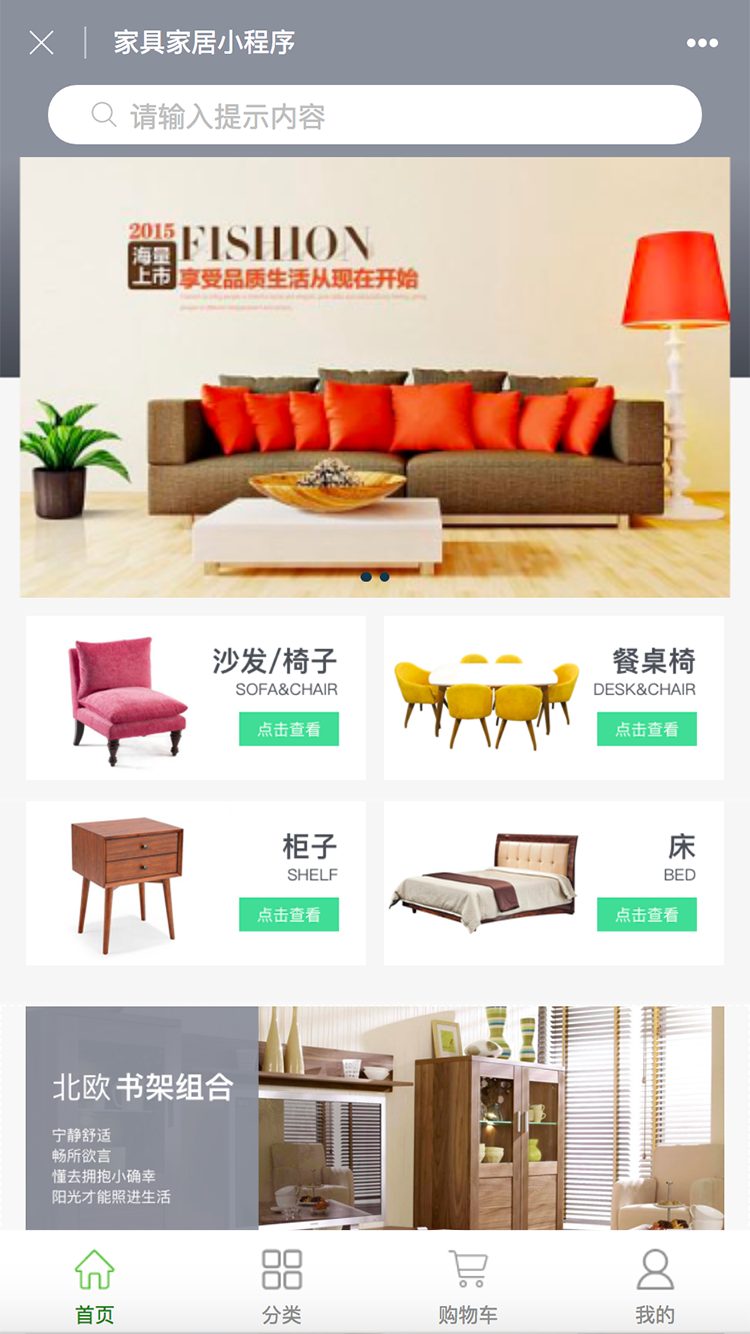 家具家居小程序
请输入提示内容
2015
FISHION
海量
上市
享受品质生活从现在开始
沙发/椅子
SOFA&CHAIR
点击查看
餐桌椅
DESK&CHAIR
点击查看
柜子
SHELF
点击查看
床
BED
点击查看
北欧 书架组合
宁静舒适
畅所欲言
懂去拥抱小确幸
阳光才能照进生活
首页
分类
购物车
我的